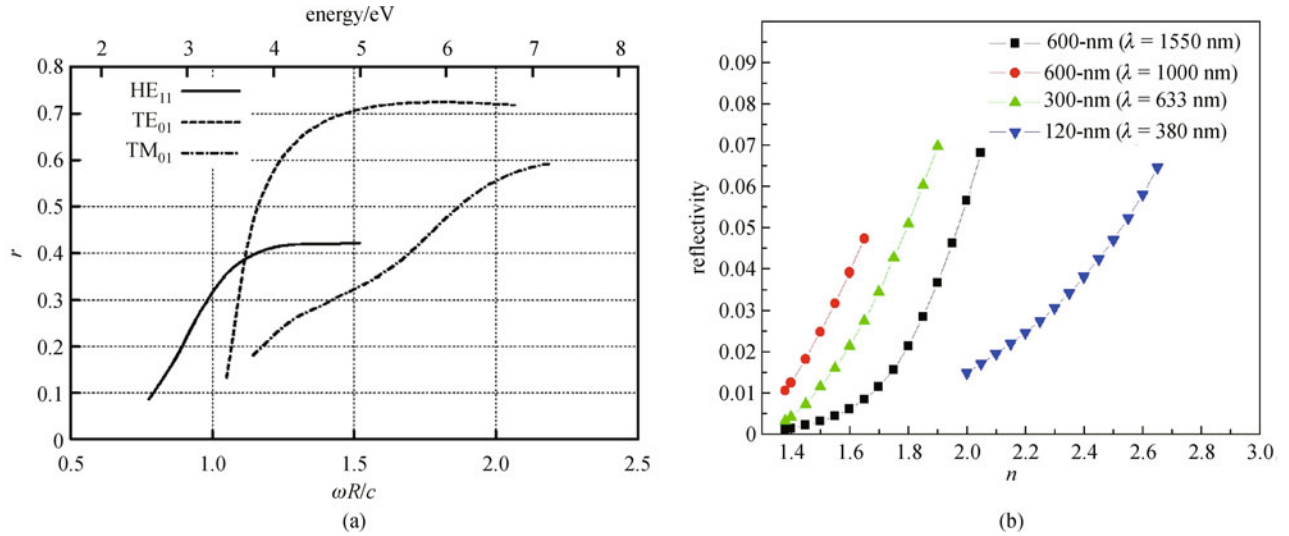 energy/eV
2 3 4 5 6 7 8
0.8
0.7
0.6
0.5
0.4
0.3
0.2
0.1
0
r
HE11
TE01
TM01
0.5 1.0 1.5 2.0 2.5
ωR/c
(a)
0.09
0.08
0.07
0.06
0.05
0.04
0.03
0.02
0.01
0
reflectivity
600-nm (λ = 1550 nm)
600-nm (λ = 1000 nm)
300-nm (λ = 633 nm)
120-nm (λ = 380 nm)
1.4 1.6 1.8 2.0 2.2 2.4 2.6 2.8 3.0
n
(b)